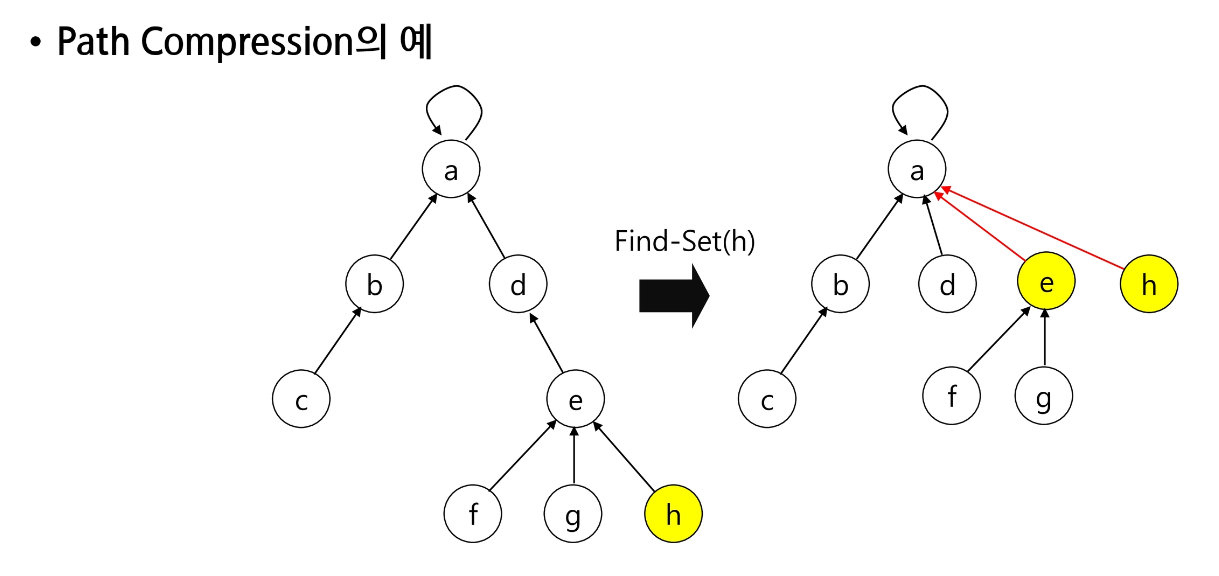 • Path Compression의 예
a
b
d
c
e
f
g
h
Find-Set(h)
a
b
d
e
h
c
f
g